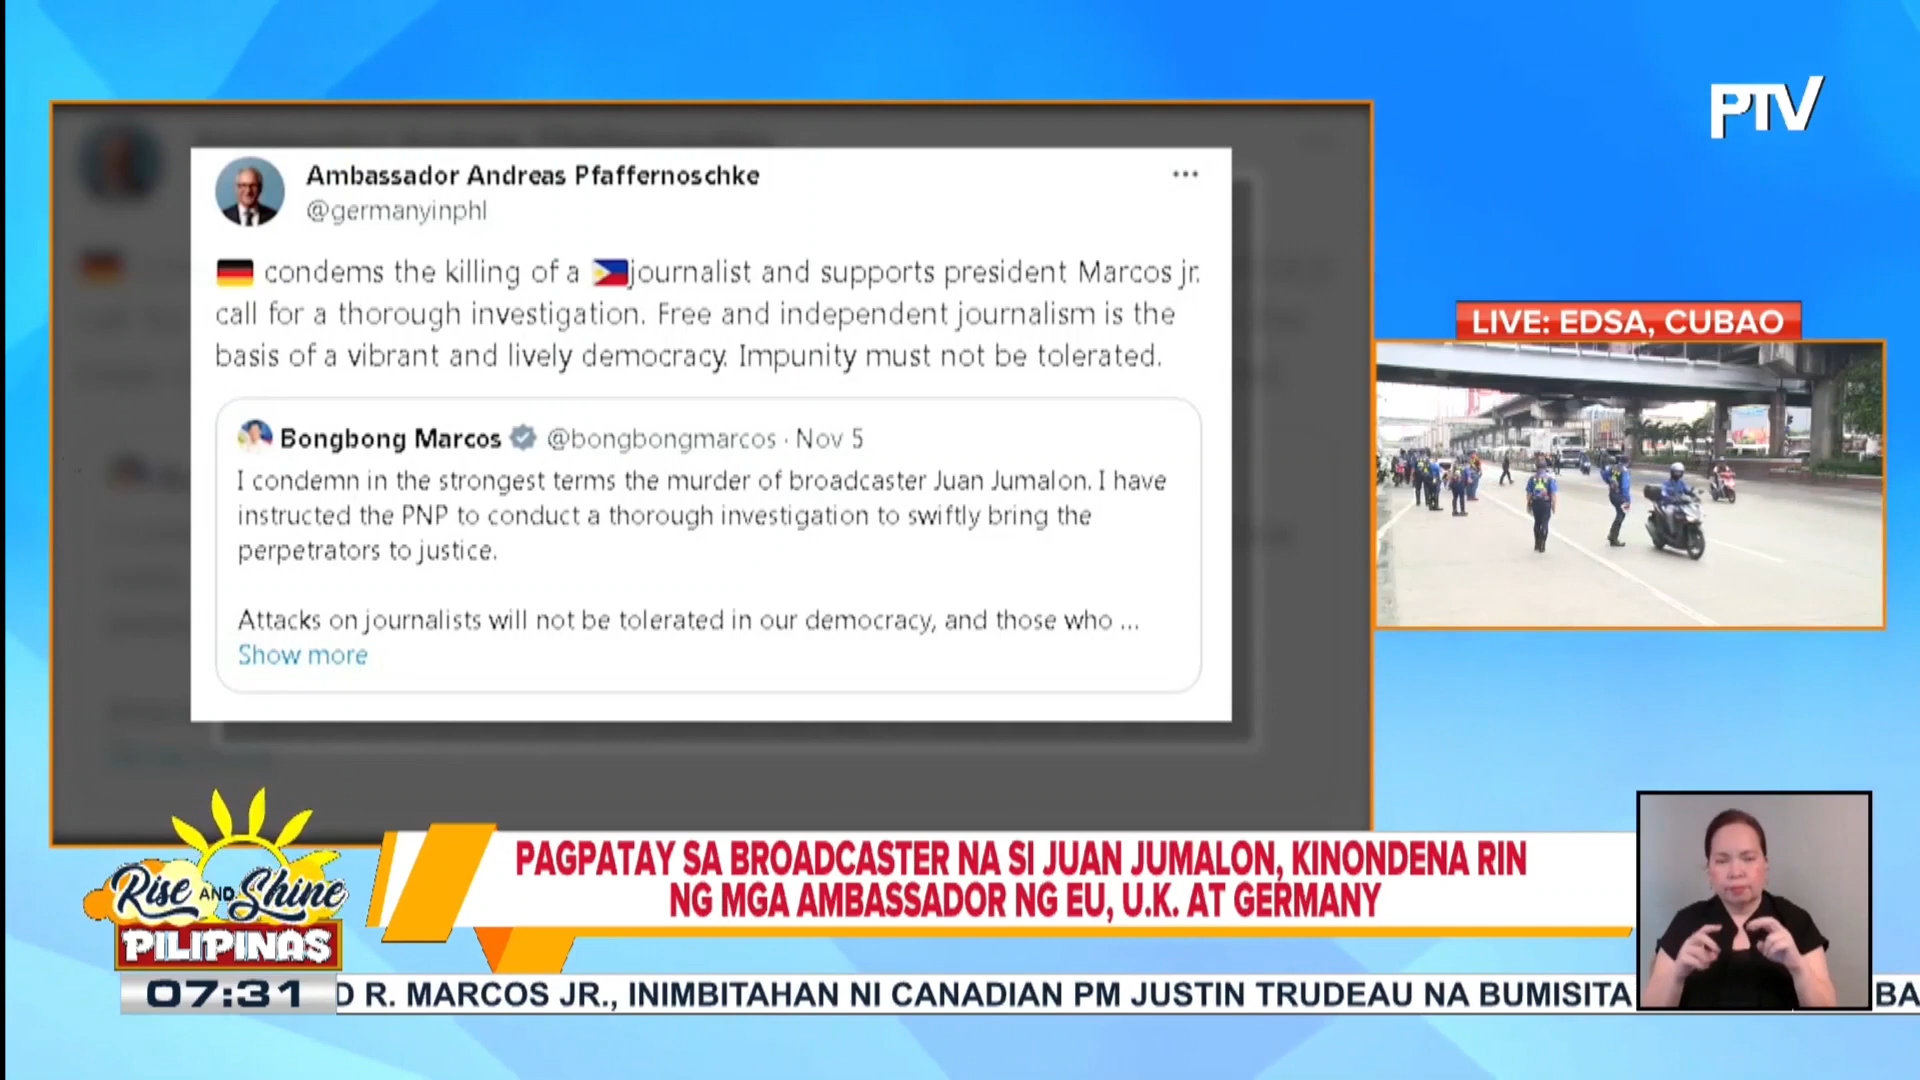 PTV
Ambassador Andreas Pfaffernoschke
@germanyinphl
condems the killing of a journalist and supports president Marcos jr.
call for a thorough investigation. Free and independent journalism is the
basis of a vibrant and lively democracy. Impunity must not be tolerated.
Bongbong Marcos @bongbongmarcos · Nov 5
I condemn in the strongest terms the murder of broadcaster Juan Jumalon. I have
instructed the PNP to conduct a thorough investigation to swiftly bring the
perpetrators to justice.
Attacks on journalists will not be tolerated in our democracy, and those who ...
Show more
LIVE: EDSA, CUBAO
Rise AND Shine
PILIPINAS
PAGPATAY SA BROADCASTER NA SI JUAN JUMALON, KINONDENA RIN
NG MGA AMBASSADOR NG EU, U.K. AT GERMANY
07:31
D R. MARCOS JR., INIMBITAHAN NI CANADIAN PM JUSTIN TRUDEAU NA BUMISITA BA